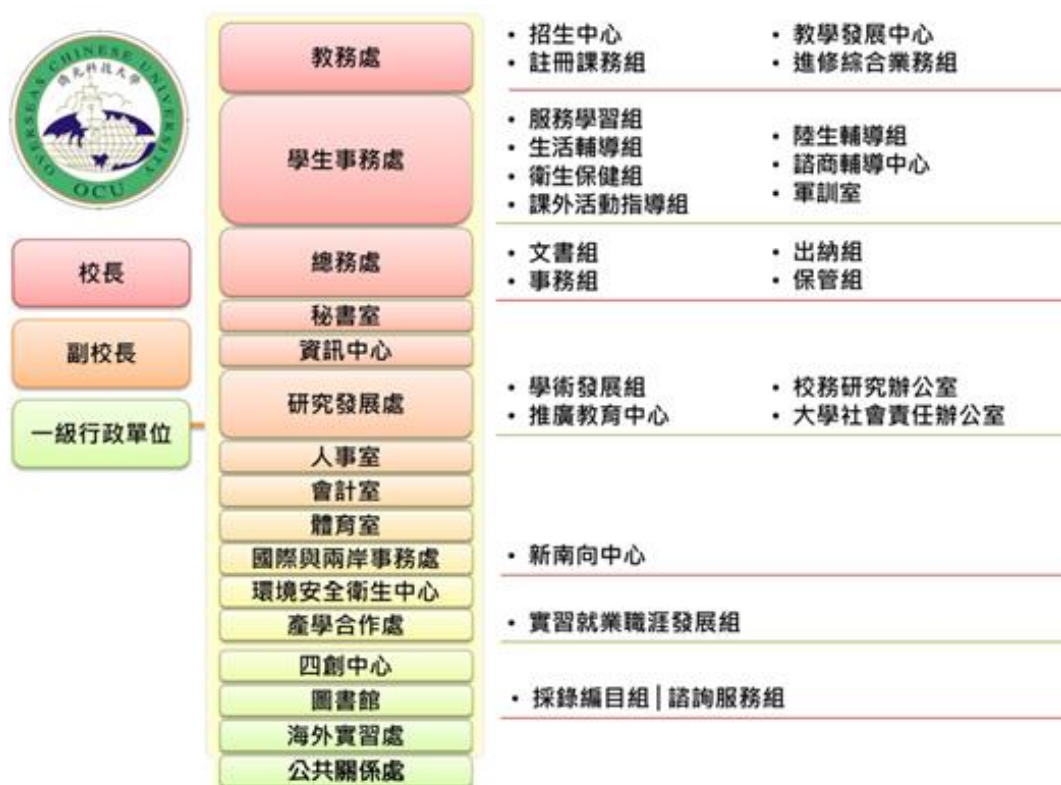 OVERSEAS CHINESE UNIVERSITY
僑光科技大學
OCU
校長
副校長
一級行政單位
教務處
• 招生中心
• 註冊課務組
• 教學發展中心
• 進修綜合業務組
學生事務處
• 服務學習組
• 生活輔導組
• 衛生保健組
• 課外活動指導組
• 陸生輔導組
• 諮商輔導中心
• 軍訓室
總務處
• 文書組
• 事務組
• 出納組
• 保管組
秘書室
資訊中心
研究發展處
• 學術發展組
• 推廣教育中心
• 校務研究辦公室
• 大學社會責任辦公室
人事室
會計室
體育室
國際與兩岸事務處
• 新南向中心
環境安全衛生中心
產學合作處
• 實習就業職涯發展組
四創中心
圖書館
• 採錄編目組 | 諮詢服務組
海外實習處
公共關係處